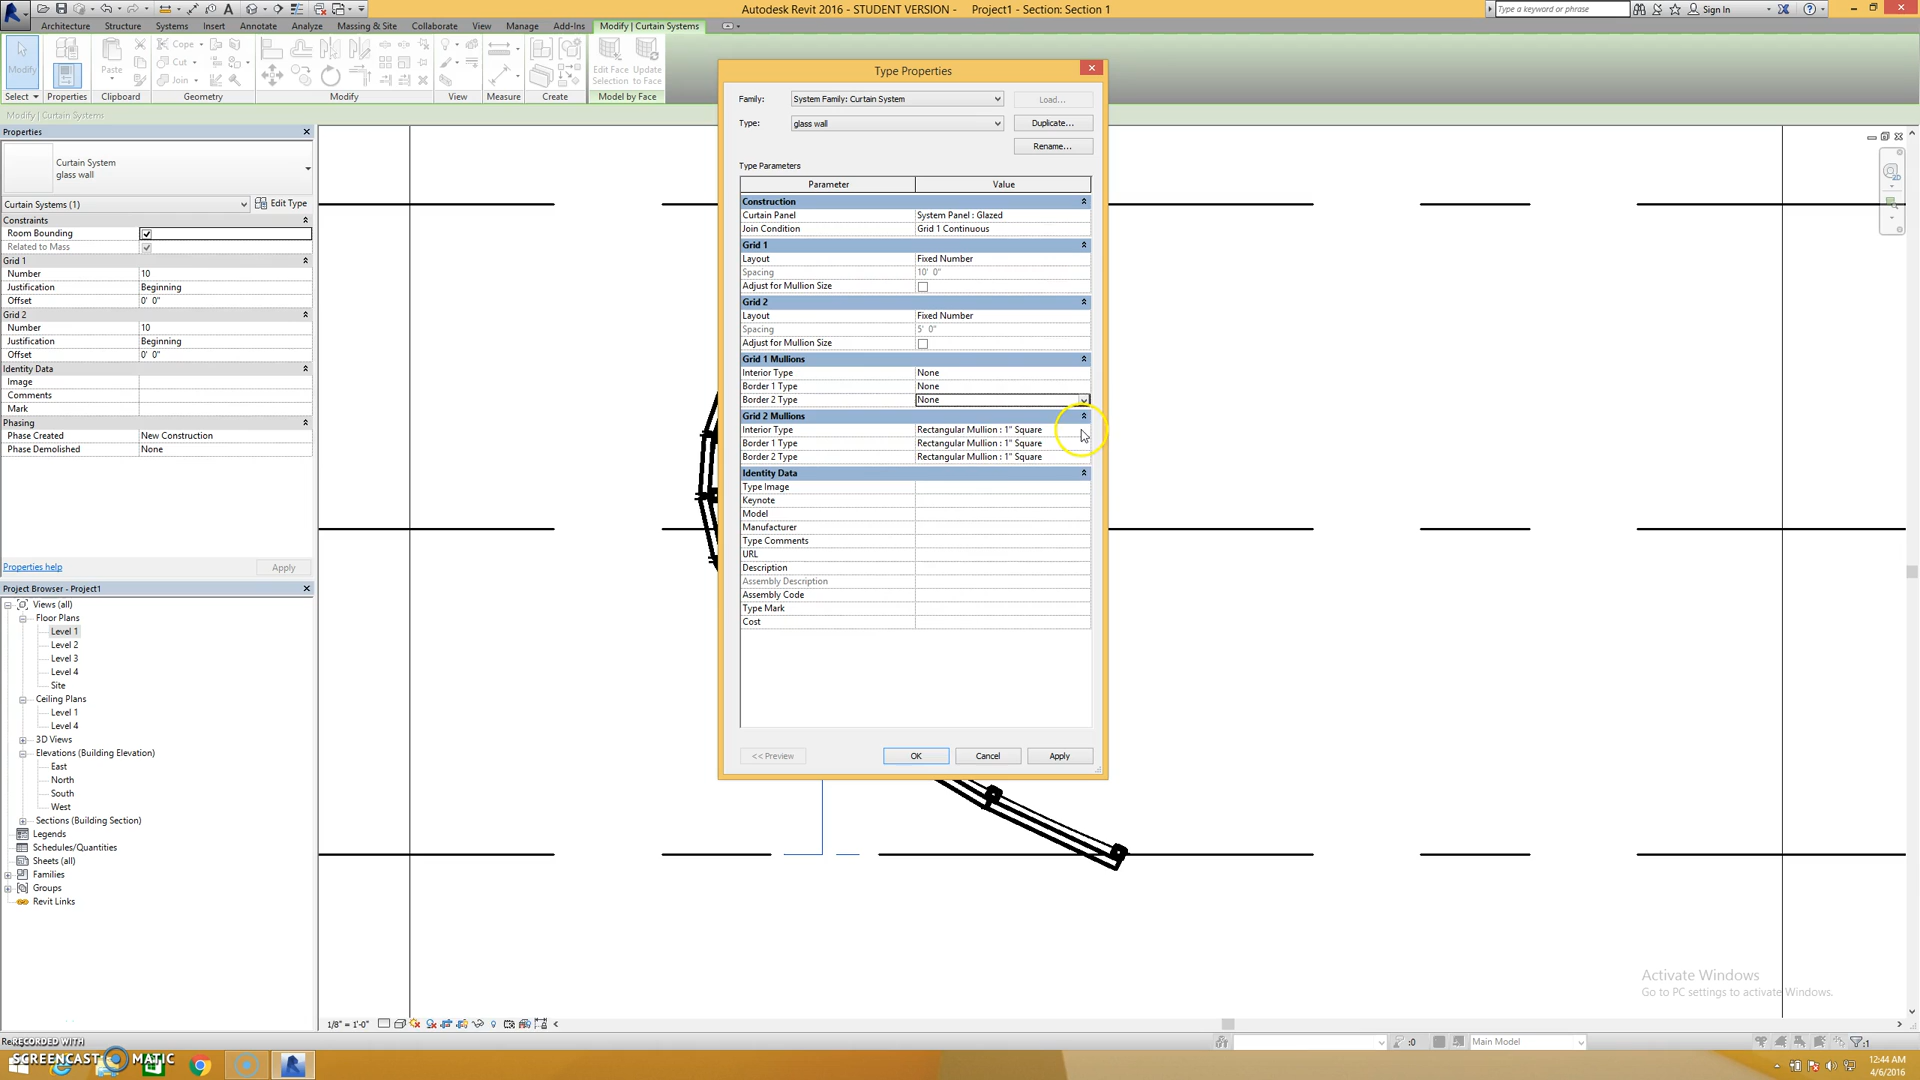 Autodesk Revit 2016 - STUDENT VERSION - Project1 - Section: Section 1
Type a keyword or phrase
Sign In
Architecture Structure Systems Insert Annotate Analyze Massing & Site Collaborate View Manage Add-Ins Modify | Curtain Systems
Modify
Paste
Cope
Cut
Join
Edit Face Selection
Update to Face
Select Properties Clipboard Geometry Modify View Measure Create Model by Face
Modify | Curtain Systems
Properties
Curtain System
glass wall
Curtain Systems (1)
Edit Type
Constraints
Room Bounding
Related to Mass
Grid 1
Number 10
Justification Beginning
Offset 0' 0"
Grid 2
Number 10
Justification Beginning
Offset 0' 0"
Identity Data
Image
Comments
Mark
Phasing
Phase Created New Construction
Phase Demolished None
Properties help
Apply
Project Browser - Project1
Views (all)
Floor Plans
Level 1
Level 2
Level 3
Level 4
Site
Ceiling Plans
Level 1
Level 4
3D Views
Elevations (Building Elevation)
East
North
South
West
Sections (Building Section)
Legends
Schedules/Quantities
Sheets (all)
Families
Groups
Revit Links
Type Properties
Family: System Family: Curtain System Load...
Type: glass wall Duplicate...
Rename...
Type Parameters
Parameter Value
Construction
Curtain Panel System Panel : Glazed
Join Condition Grid 1 Continuous
Grid 1
Layout Fixed Number
Spacing 10' 0"
Adjust for Mullion Size
Grid 2
Layout Fixed Number
Spacing 5' 0"
Adjust for Mullion Size
Grid 1 Mullions
Interior Type None
Border 1 Type None
Border 2 Type None
Grid 2 Mullions
Interior Type Rectangular Mullion : 1" Square
Border 1 Type Rectangular Mullion : 1" Square
Border 2 Type Rectangular Mullion : 1" Square
Identity Data
Type Image
Keynote
Model
Manufacturer
Type Comments
URL
Description
Assembly Description
Assembly Code
Type Mark
Cost
<< Preview OK Cancel Apply
Activate Windows
Go to PC settings to activate Windows.
1/8" = 1'-0"
:0
Main Model
:1
RECORDED WITH
SCREENCAST MATIC
12:44 AM
4/6/2016